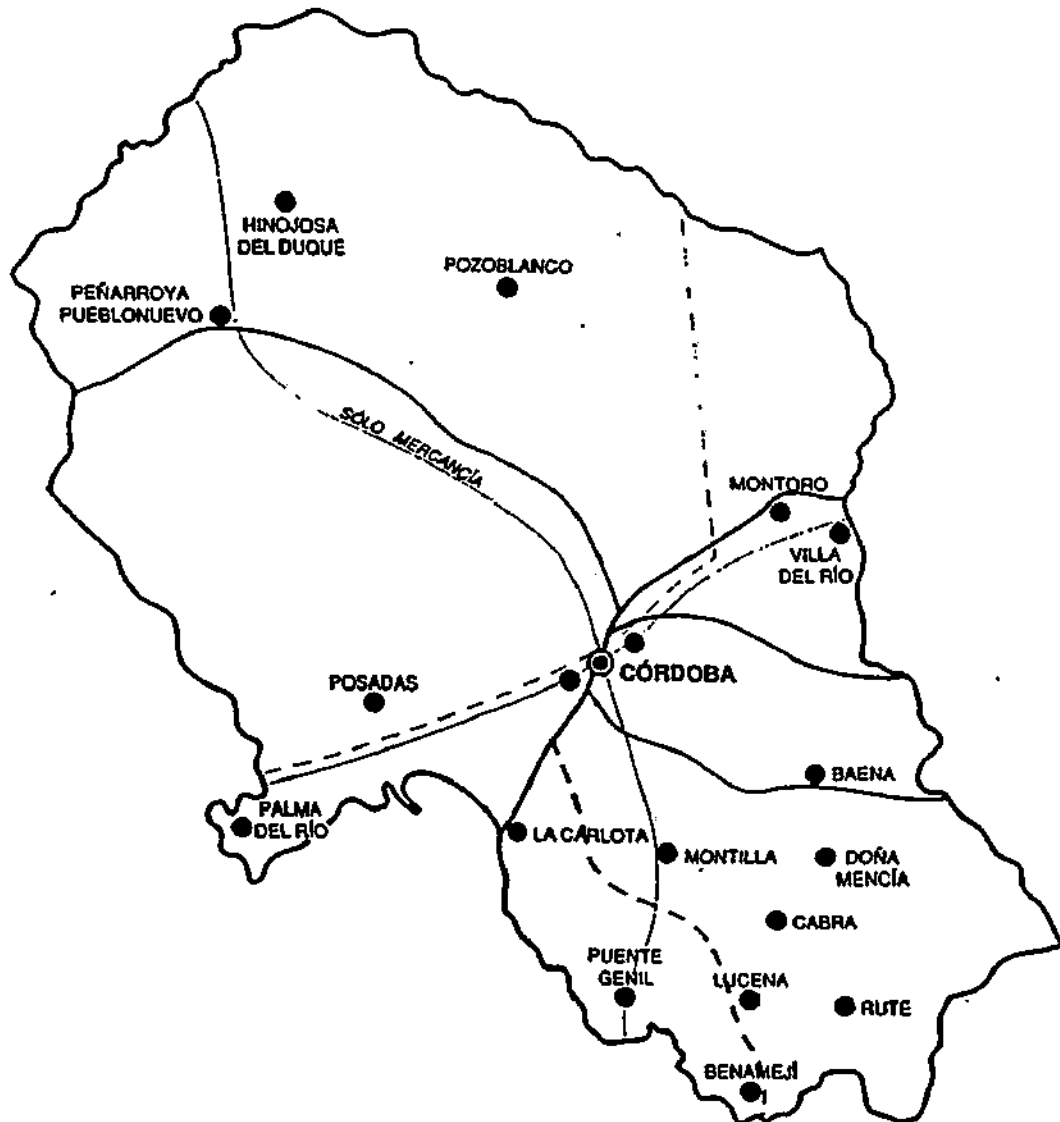 HINOJOSA
DEL DUQUE
POZOBLANCO
PEÑARROYA
PUEBLONUEVO
SÓLO MERCANCÍA
MONTORO
VILLA
DEL RÍO
CÓRDOBA
POSADAS
BAENA
PALMA
DEL RÍO
LA CARLOTA
MONTILLA
DOÑA
MENCÍA
CABRA
PUENTE
GENIL
LUCENA
RUTE
BENAMEJÍ